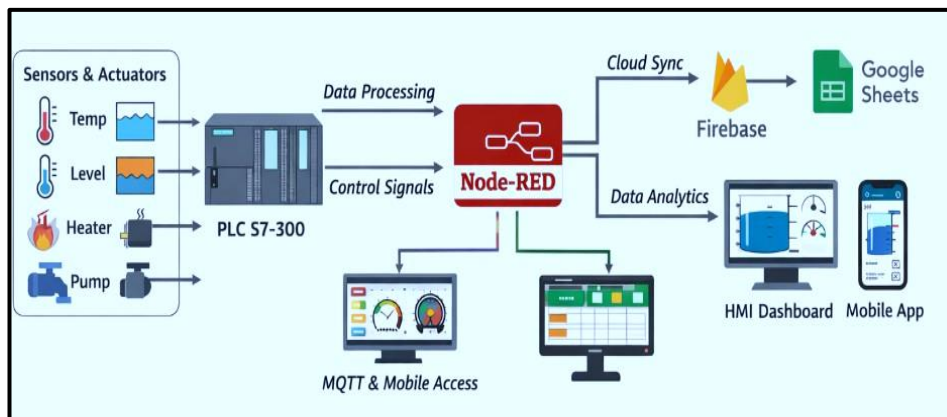 Sensors & Actuators
Temp
Level
Heater
Pump
PLC S7-300
Data Processing
Control Signals
Node-RED
Cloud Sync
Firebase
Google
Sheets
Data Analytics
HMI Dashboard
Mobile App
MQTT & Mobile Access